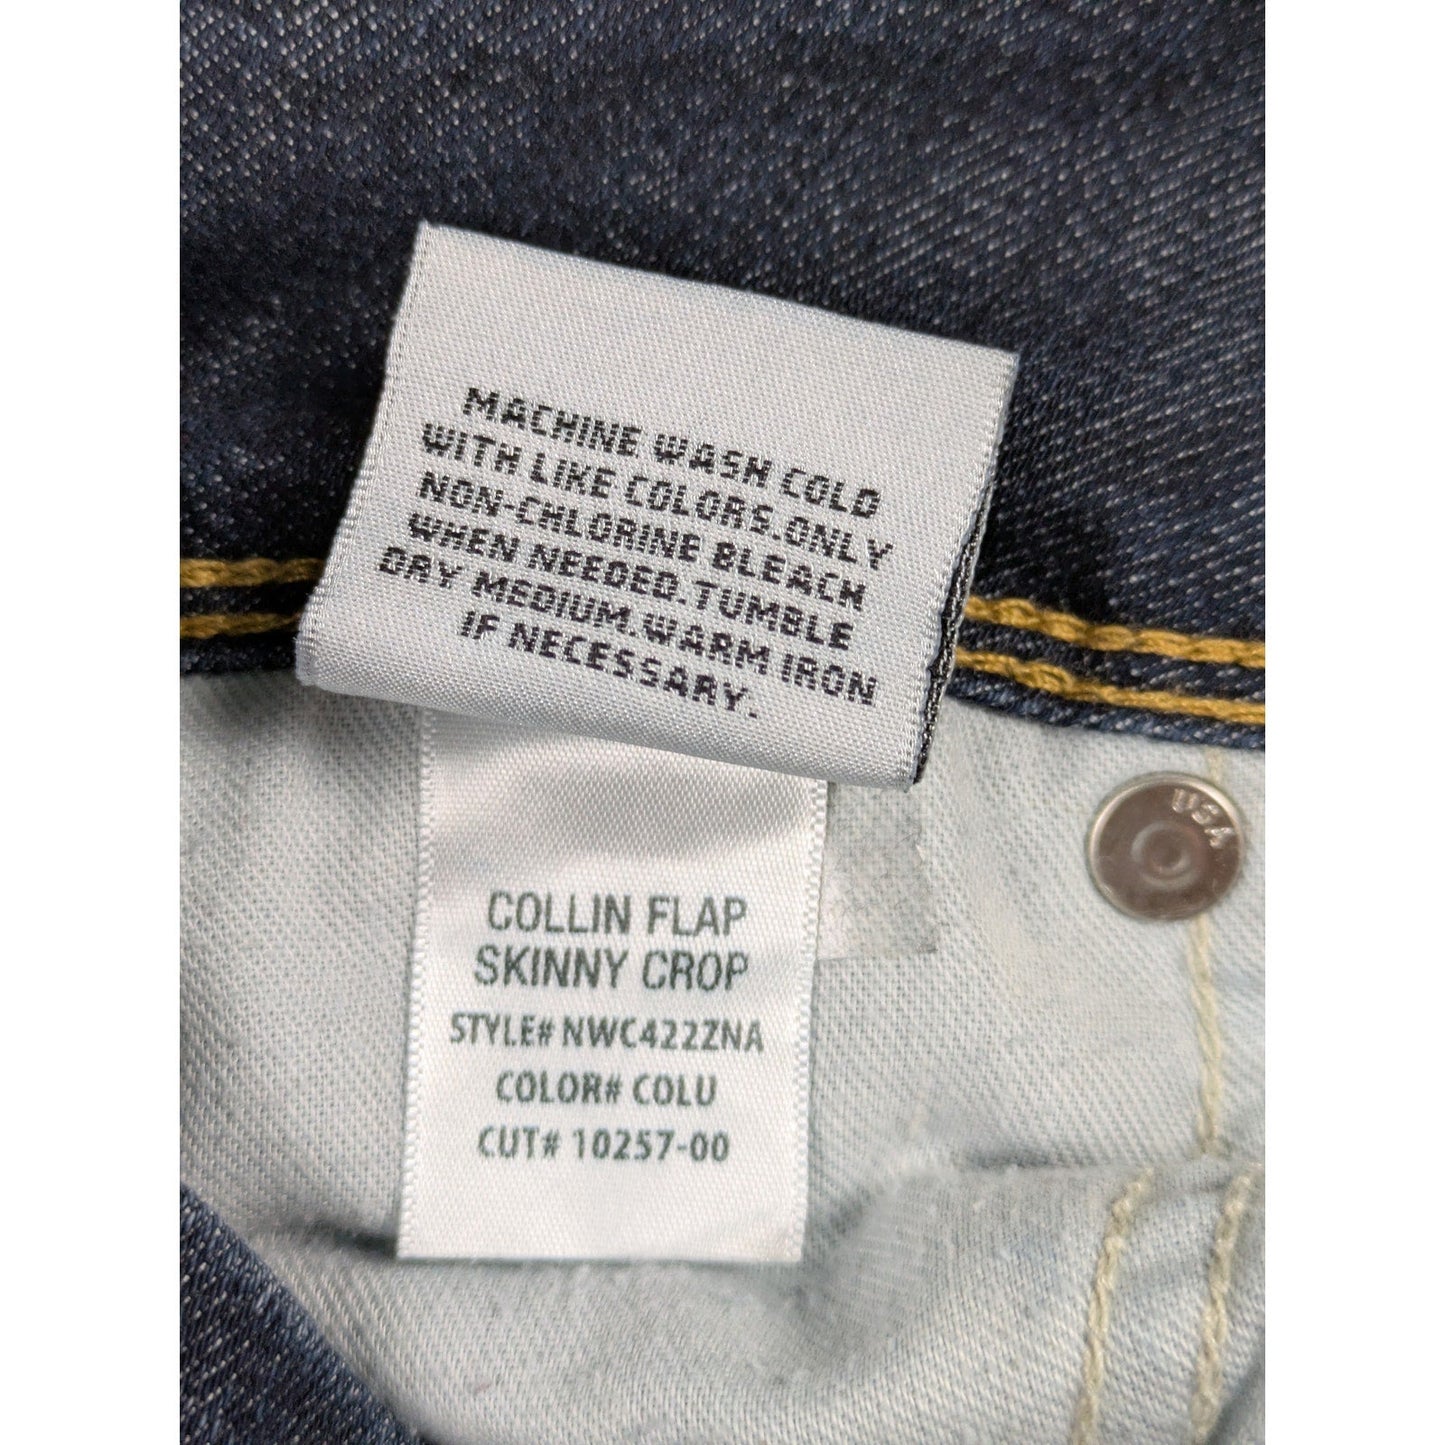 MACHINE WASH COLD
WITH LIKE COLORS.ONLY
NON-CHLORINE BLEACH
WHEN NEEDED.TUMBLE
DRY MEDIUM.WARM IRON
IF NECESSARY.
USA
COLLIN FLAP
SKINNY CROP
STYLE# NWC422ZNA
COLOR# COLU
CUT# 10257-00